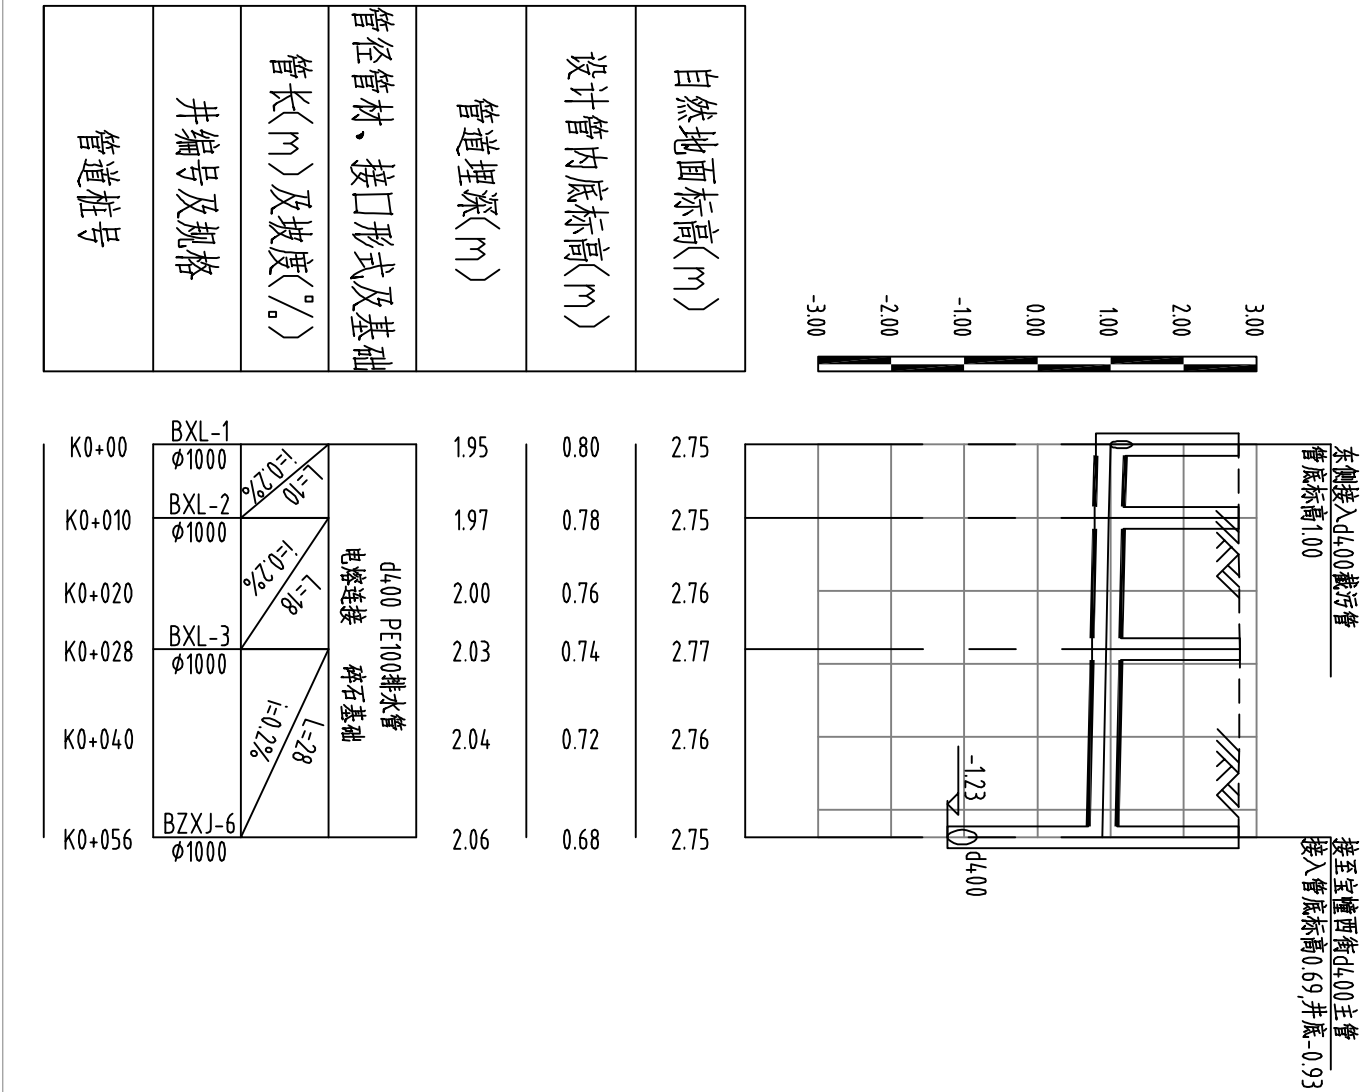 自然地面标高(m)
设计管内底标高(m)
管道埋深(m)
管径管材、接口形式及基础
管长(m)及坡度(%)
井编号及规格
管道桩号
3.00
2.00
1.00
0.00
-1.00
-2.00
-3.00
东侧接入d400截污管
管底标高1.00
接至宝幢西街d400主管
接入管底标高0.69,井底-0.93
-1.23
d400
2.75
2.75
2.76
2.77
2.76
2.75
0.80
0.78
0.76
0.74
0.72
0.68
1.95
1.97
2.00
2.03
2.04
2.06
d400 PE100排水管
电熔连接 碎石基础
L=10
i=0.2%
L=18
i=0.2%
L=28
i=0.2%
BXL-1
φ1000
BXL-2
φ1000
BXL-3
φ1000
BZXJ-6
φ1000
K0+00
K0+010
K0+020
K0+028
K0+040
K0+056